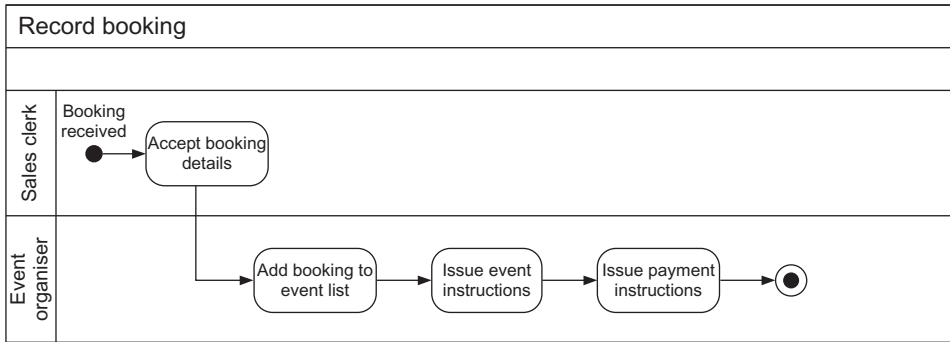 Record booking
Sales clerk
Booking
received
Accept booking
details
Event
organiser
Add booking to
event list
Issue event
instructions
Issue payment
instructions